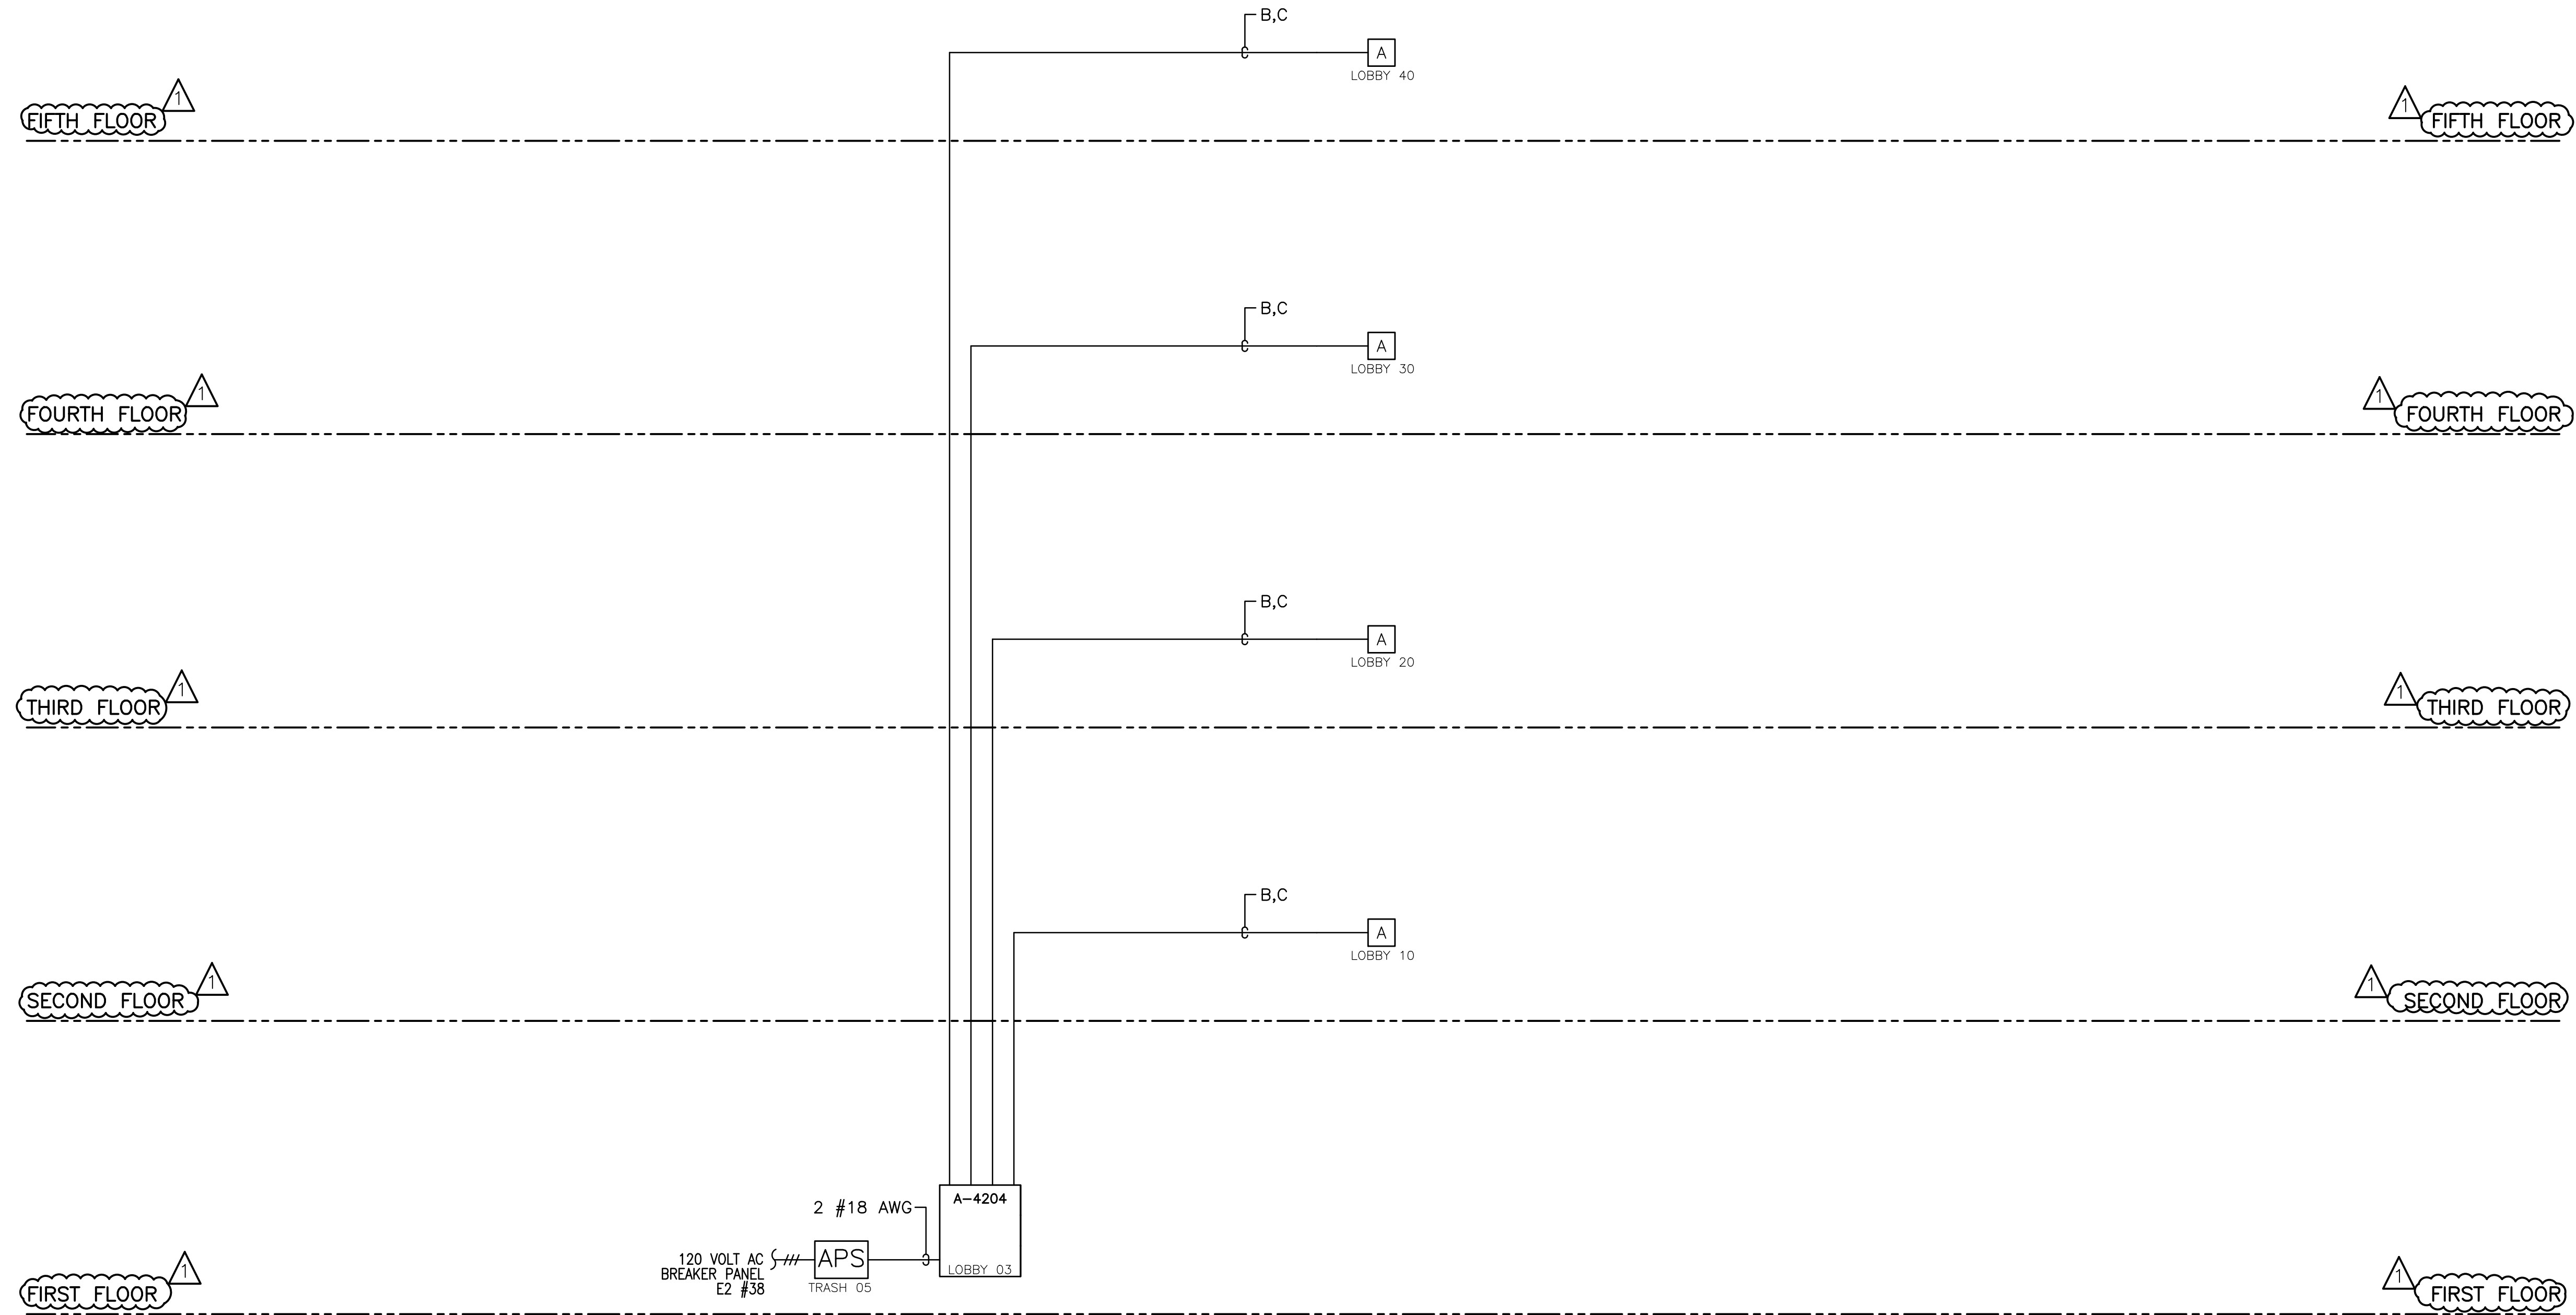 B,C
A
LOBBY 40
1
FIFTH FLOOR
1
FIFTH FLOOR
B,C
A
LOBBY 30
1
FOURTH FLOOR
1
FOURTH FLOOR
B,C
A
LOBBY 20
1
THIRD FLOOR
1
THIRD FLOOR
B,C
A
LOBBY 10
1
SECOND FLOOR
1
SECOND FLOOR
A-4204
LOBBY 03
2 #18 AWG
120 VOLT AC
BREAKER PANEL
E2 #38
APS
TRASH 05
1
FIRST FLOOR
1
FIRST FLOOR